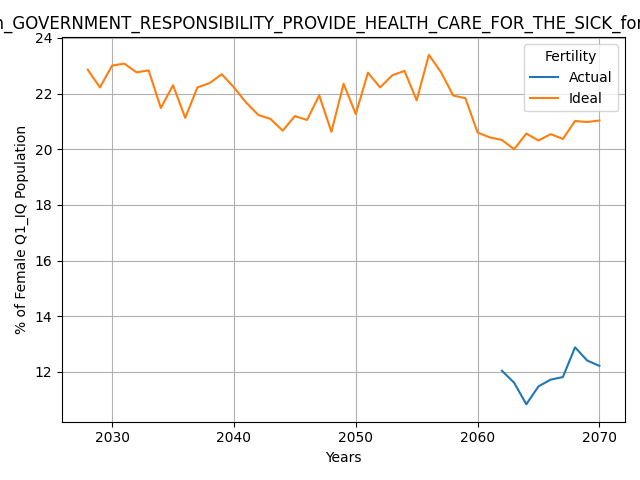 _GOVERNMENT_RESPONSIBILITY_PROVIDE_HEALTH_CARE_FOR_THE_SICK_for
24
22
20
18
16
14
12
% of Female Q1_IQ Population
Fertility
Actual
Ideal
2030 2040 2050 2060 2070
Years